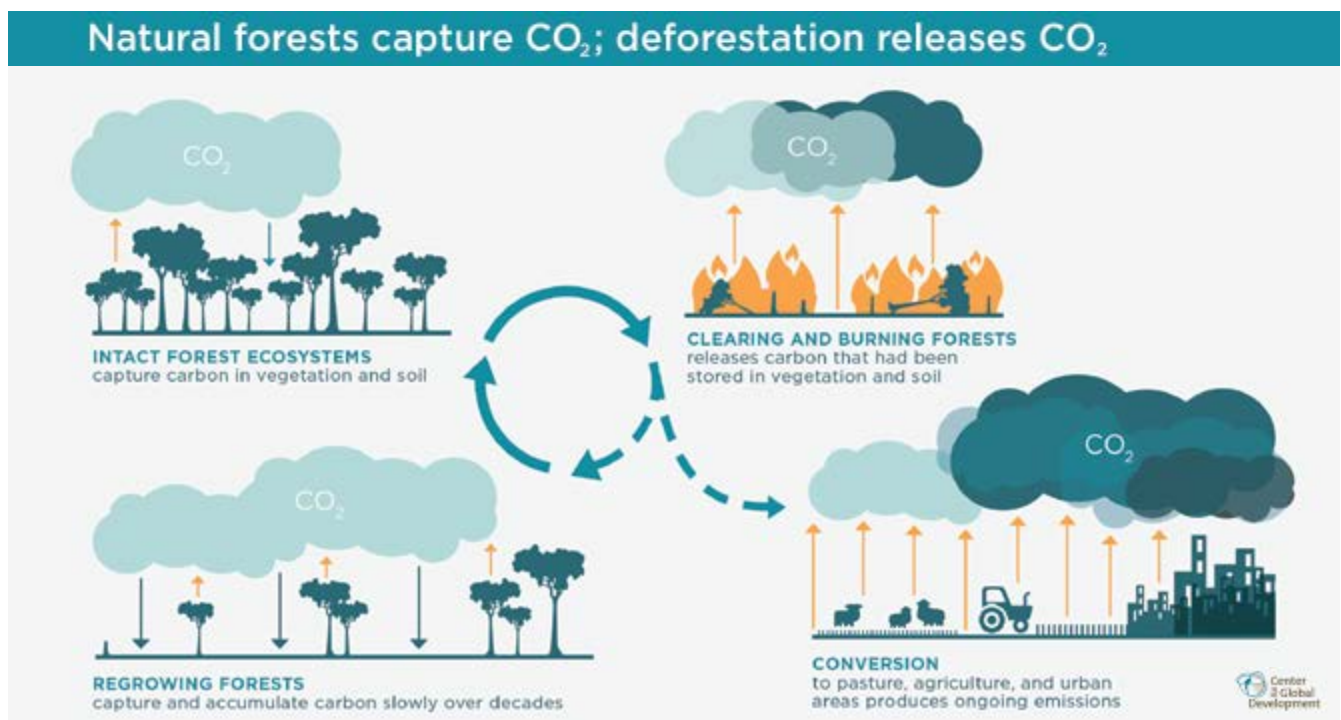 Natural forests capture CO₂; deforestation releases CO₂
CO₂
INTACT FOREST ECOSYSTEMS
capture carbon in vegetation and soil
CO₂
CLEARING AND BURNING FORESTS
releases carbon that had been
stored in vegetation and soil
CO₂
REGROWING FORESTS
capture and accumulate carbon slowly over decades
CO₂
CONVERSION
to pasture, agriculture, and urban
areas produces ongoing emissions
Center
Global
Development